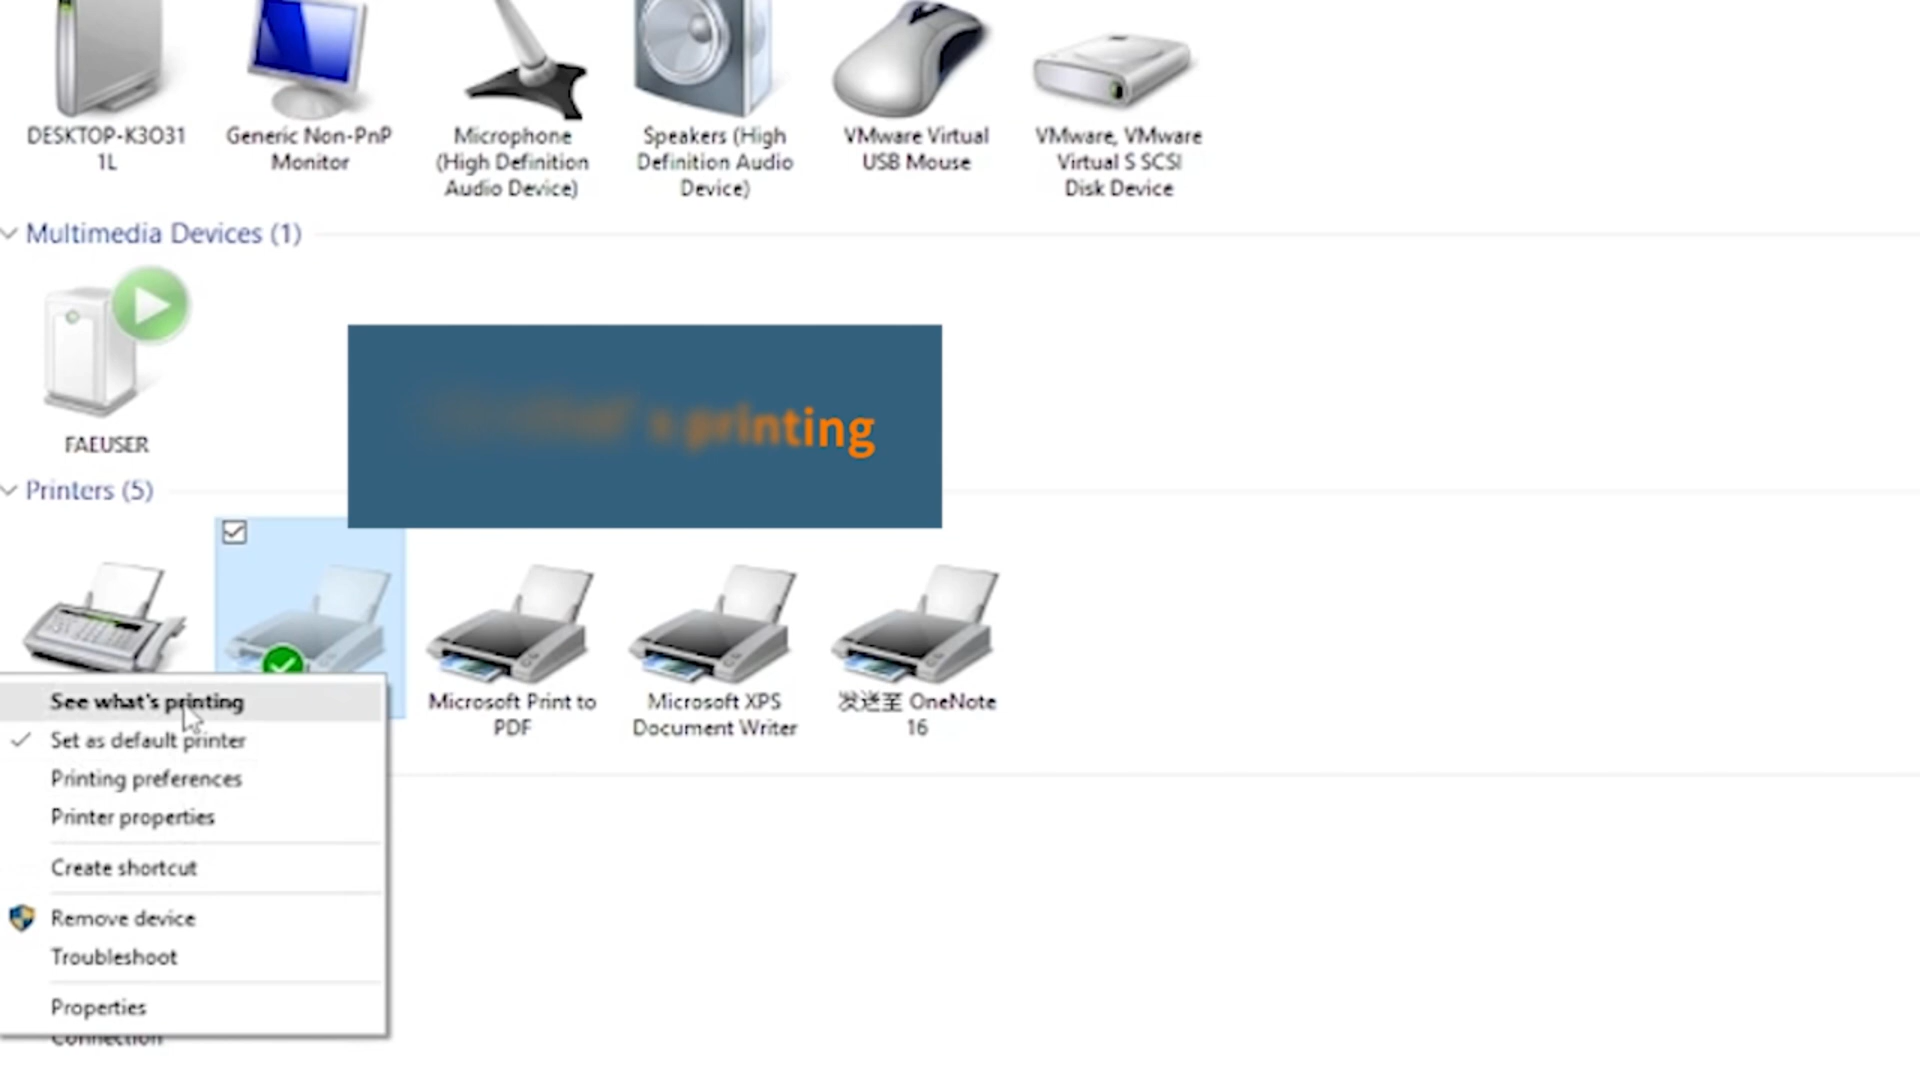 DESKTOP-K3O31
1L
Generic Non-PnP
Monitor
Microphone
(High Definition
Audio Device)
Speakers (High
Definition Audio
Device)
VMware Virtual
USB Mouse
VMware, VMware
Virtual S SCSI
Disk Device
Multimedia Devices (1)
FAEUSER
printing
Printers (5)
Microsoft Print to
PDF
Microsoft XPS
Document Writer
发送至 OneNote
16
See what's printing
Set as default printer
Printing preferences
Printer properties
Create shortcut
Remove device
Troubleshoot
Properties
Connection